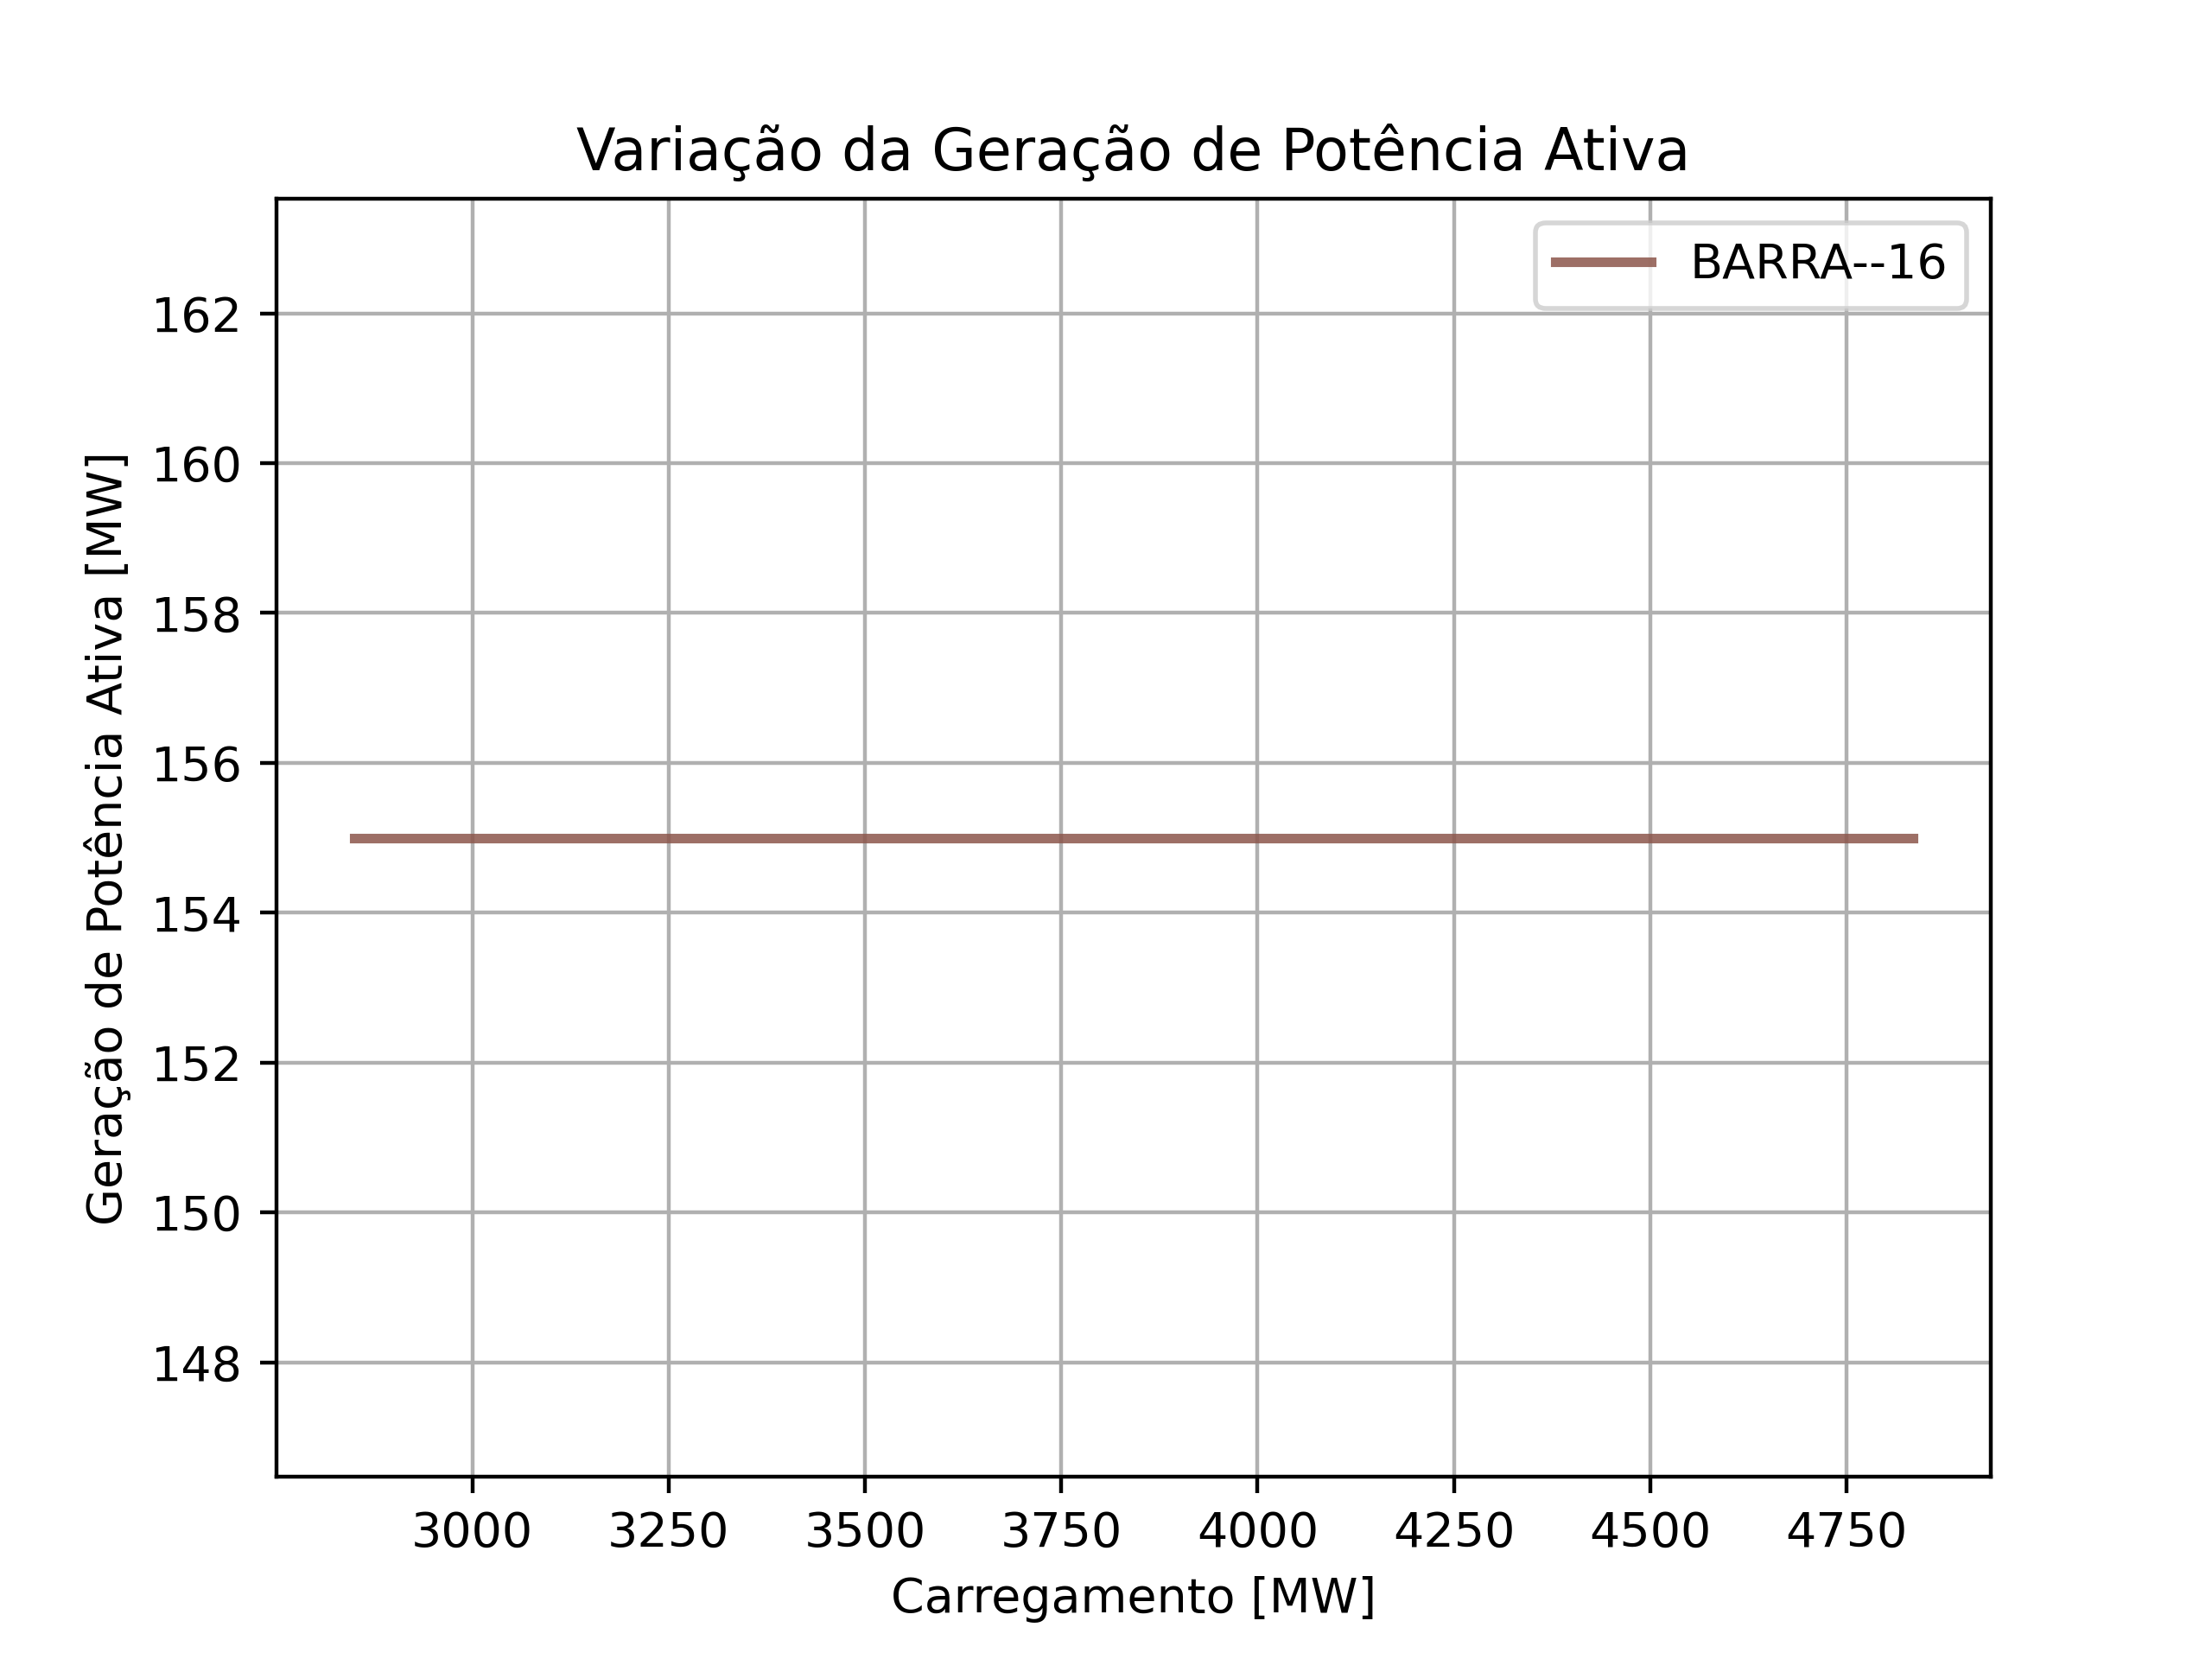 Variação da Geração de Potência Ativa
BARRA--16
Geração de Potência Ativa [MW]
162
160
158
156
154
152
150
148
3000 3250 3500 3750 4000 4250 4500 4750
Carregamento [MW]